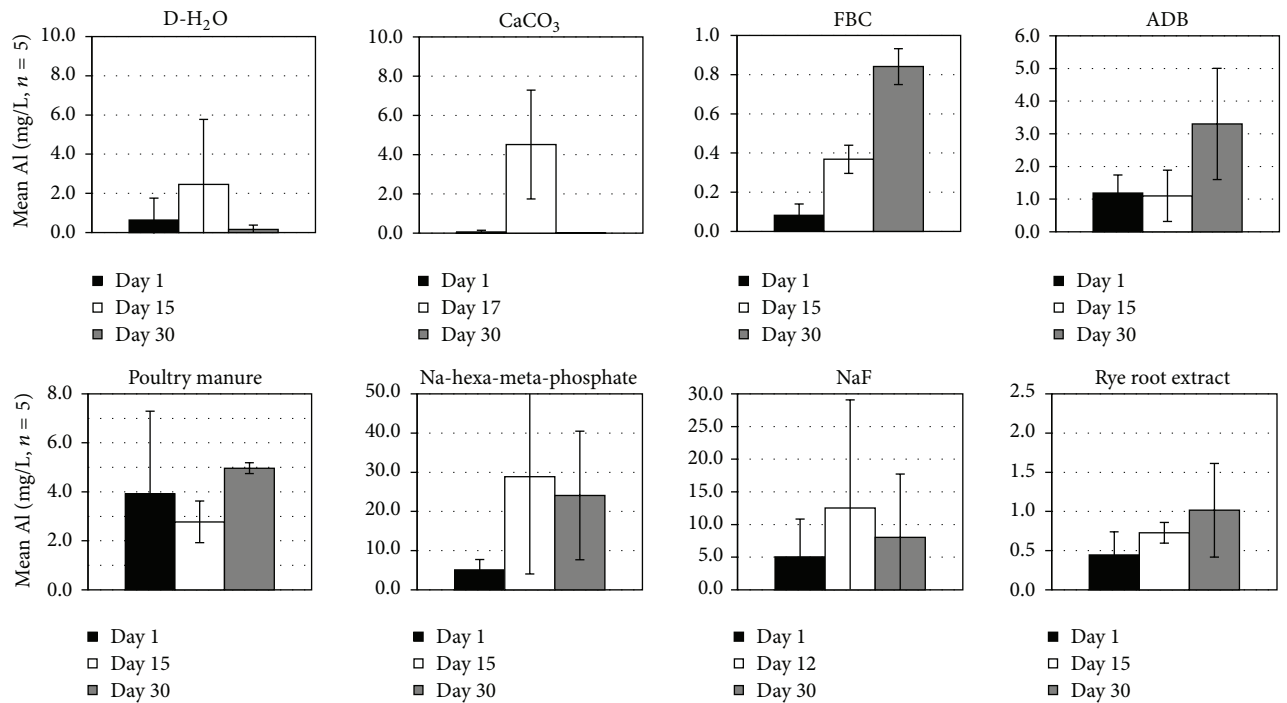 D-H₂O
CaCO₃
FBC
ADB
Mean Al (mg/L, n = 5)
10.0
8.0
6.0
4.0
2.0
0.0
10.0
8.0
6.0
4.0
2.0
0.0
1.0
0.8
0.6
0.4
0.2
0.0
6.0
5.0
4.0
3.0
2.0
1.0
0.0
Day 1
Day 15
Day 30
Day 1
Day 17
Day 30
Day 1
Day 15
Day 30
Day 1
Day 15
Day 30
Poultry manure
Na-hexa-meta-phosphate
NaF
Rye root extract
Mean Al (mg/L, n = 5)
8.0
6.0
4.0
2.0
0.0
50.0
40.0
30.0
20.0
10.0
0.0
30.0
25.0
20.0
15.0
10.0
5.0
0.0
2.5
2.0
1.5
1.0
0.5
0.0
Day 1
Day 15
Day 30
Day 1
Day 15
Day 30
Day 1
Day 12
Day 30
Day 1
Day 15
Day 30